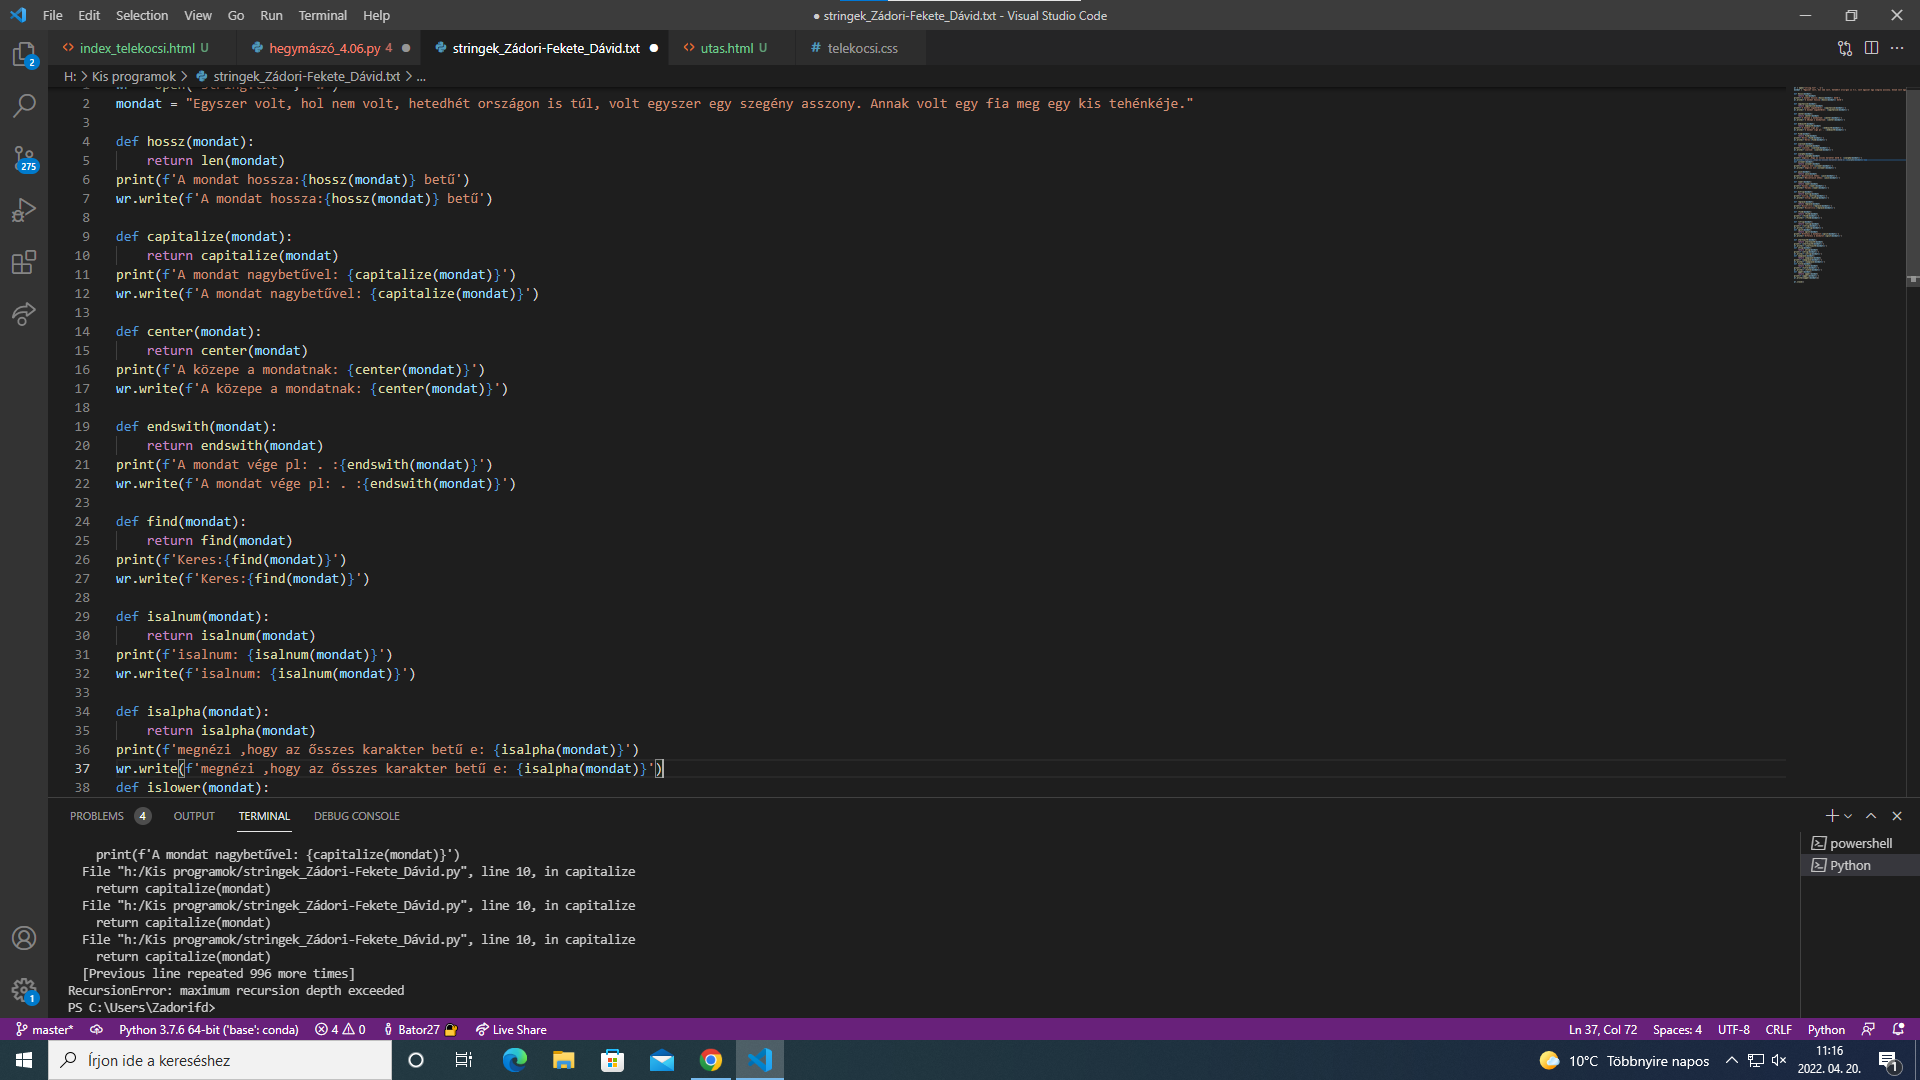 File Edit Selection View Go Run Terminal Help
● stringek_Zádori-Fekete_Dávid.txt - Visual Studio Code
index_telekocsi.html U
hegymászó_4.06.py 4
stringek_Zádori-Fekete_Dávid.txt
utas.html U
# telekocsi.css
H: > Kis programok > stringek_Zádori-Fekete_Dávid.txt > ...
2 mondat = "Egyszer volt, hol nem volt, hetedhét országon is túl, volt egyszer egy szegény asszony. Annak volt egy fia meg egy kis tehénkéje."
3
4 def hossz(mondat):
5 return len(mondat)
6 print(f'A mondat hossza:{hossz(mondat)} betű')
7 wr.write(f'A mondat hossza:{hossz(mondat)} betű')
8
9 def capitalize(mondat):
10 return capitalize(mondat)
11 print(f'A mondat nagybetűvel: {capitalize(mondat)}')
12 wr.write(f'A mondat nagybetűvel: {capitalize(mondat)}')
13
14 def center(mondat):
15 return center(mondat)
16 print(f'A közepe a mondatnak: {center(mondat)}')
17 wr.write(f'A közepe a mondatnak: {center(mondat)}')
18
19 def endswith(mondat):
20 return endswith(mondat)
21 print(f'A mondat vége pl: . :{endswith(mondat)}')
22 wr.write(f'A mondat vége pl: . :{endswith(mondat)}')
23
24 def find(mondat):
25 return find(mondat)
26 print(f'Keres:{find(mondat)}')
27 wr.write(f'Keres:{find(mondat)}')
28
29 def isalnum(mondat):
30 return isalnum(mondat)
31 print(f'isalnum: {isalnum(mondat)}')
32 wr.write(f'isalnum: {isalnum(mondat)}')
33
34 def isalpha(mondat):
35 return isalpha(mondat)
36 print(f'megnézi ,hogy az ősszes karakter betű e: {isalpha(mondat)}')
37 wr.write(f'megnézi ,hogy az ősszes karakter betű e: {isalpha(mondat)}')
38 def islower(mondat):
2
275
1
PROBLEMS 4 OUTPUT TERMINAL DEBUG CONSOLE
print(f'A mondat nagybetűvel: {capitalize(mondat)}')
File "h:/Kis programok/stringek_Zádori-Fekete_Dávid.py", line 10, in capitalize
return capitalize(mondat)
File "h:/Kis programok/stringek_Zádori-Fekete_Dávid.py", line 10, in capitalize
return capitalize(mondat)
File "h:/Kis programok/stringek_Zádori-Fekete_Dávid.py", line 10, in capitalize
return capitalize(mondat)
[Previous line repeated 996 more times]
RecursionError: maximum recursion depth exceeded
PS C:\Users\Zadorifd>
powershell
Python
master* Python 3.7.6 64-bit ('base': conda) 4 0 Bator27 Live Share
Ln 37, Col 72 Spaces: 4 UTF-8 CRLF Python
Írjon ide a kereséshez
10°C Többnyire napos
11:16
2022. 04. 20.
1